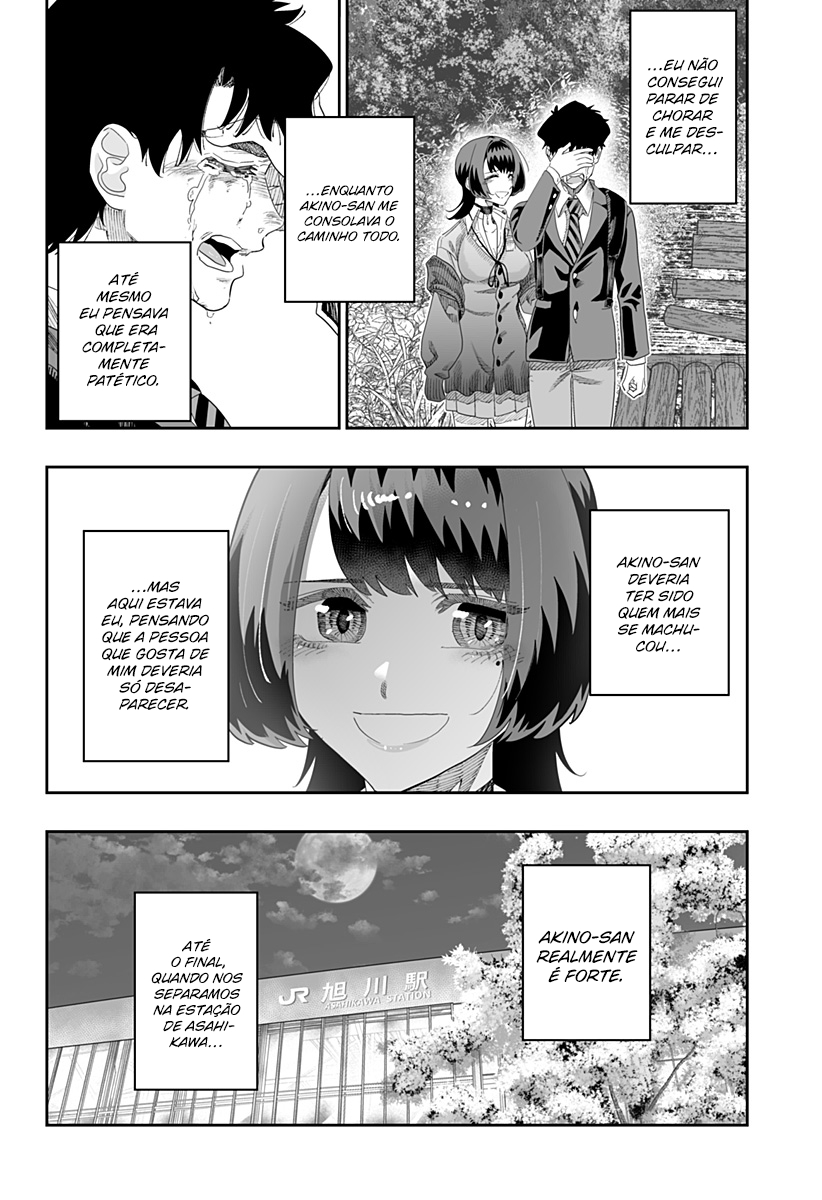 ...EU NÃO
CONSEGUI
PARAR DE
CHORAR
E ME DES-
CULPAR...
...ENQUANTO
AKINO-SAN ME
CONSOLAVA O
CAMINHO TODO.
ATÉ
MESMO
EU PENSAVA
QUE ERA
COMPLETA-
MENTE
PATÉTICO.
AKINO-SAN
DEVERIA
TER SIDO
QUEM MAIS
SE MACHU-
COU...
...MAS
AQUI ESTAVA
EU, PENSANDO
QUE A PESSOA
QUE GOSTA DE
MIM DEVERIA
SÓ DESA-
PARECER.
AKINO-SAN
REALMENTE
É FORTE.
JR 旭川駅
ASAHIKAWA STATION
ATÉ
O FINAL,
QUANDO NOS
SEPARAMOS
NA ESTAÇÃO
DE ASAHI-
KAWA...